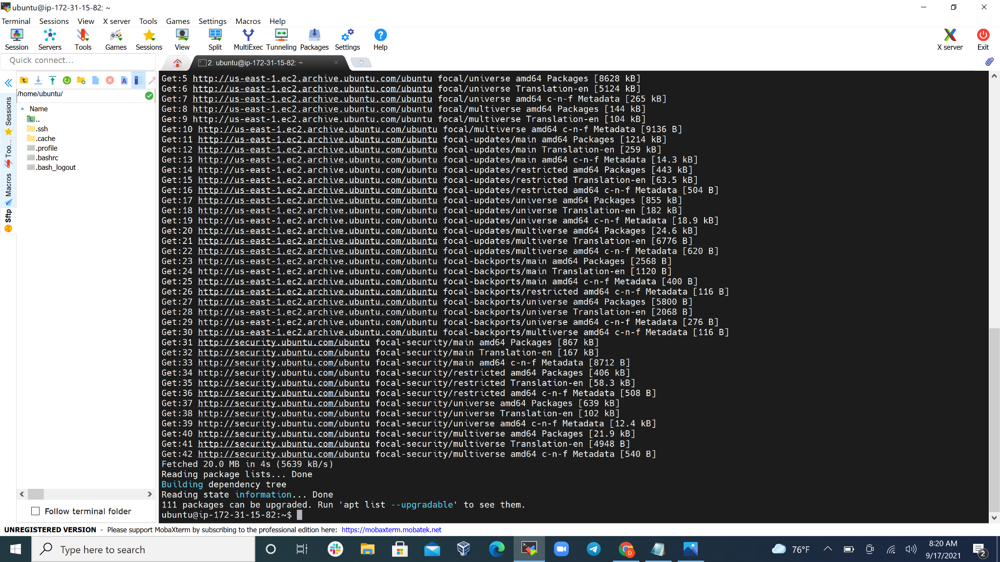 ubuntu@ip-172-31-15-82: ~
Terminal Sessions View X server Tools Games Settings Macros Help
Session Servers Tools Games Sessions View Split MultiExec Tunneling Packages Settings Help X server Exit
Quick connect...
2. ubuntu@ip-172-31-15-82: ~
/home/ubuntu/
Name
..
.ssh
.cache
.profile
.bashrc
.bash_logout
Sessions
Too...
Macros
Sftp
Follow terminal folder
Get:5 http://us-east-1.ec2.archive.ubuntu.com/ubuntu focal/universe amd64 Packages [8628 kB]
Get:6 http://us-east-1.ec2.archive.ubuntu.com/ubuntu focal/universe Translation-en [5124 kB]
Get:7 http://us-east-1.ec2.archive.ubuntu.com/ubuntu focal/universe amd64 c-n-f Metadata [265 kB]
Get:8 http://us-east-1.ec2.archive.ubuntu.com/ubuntu focal/multiverse amd64 Packages [144 kB]
Get:9 http://us-east-1.ec2.archive.ubuntu.com/ubuntu focal/multiverse Translation-en [104 kB]
Get:10 http://us-east-1.ec2.archive.ubuntu.com/ubuntu focal/multiverse amd64 c-n-f Metadata [9136 B]
Get:11 http://us-east-1.ec2.archive.ubuntu.com/ubuntu focal-updates/main amd64 Packages [1214 kB]
Get:12 http://us-east-1.ec2.archive.ubuntu.com/ubuntu focal-updates/main Translation-en [259 kB]
Get:13 http://us-east-1.ec2.archive.ubuntu.com/ubuntu focal-updates/main amd64 c-n-f Metadata [14.3 kB]
Get:14 http://us-east-1.ec2.archive.ubuntu.com/ubuntu focal-updates/restricted amd64 Packages [443 kB]
Get:15 http://us-east-1.ec2.archive.ubuntu.com/ubuntu focal-updates/restricted Translation-en [63.5 kB]
Get:16 http://us-east-1.ec2.archive.ubuntu.com/ubuntu focal-updates/restricted amd64 c-n-f Metadata [504 B]
Get:17 http://us-east-1.ec2.archive.ubuntu.com/ubuntu focal-updates/universe amd64 Packages [855 kB]
Get:18 http://us-east-1.ec2.archive.ubuntu.com/ubuntu focal-updates/universe Translation-en [182 kB]
Get:19 http://us-east-1.ec2.archive.ubuntu.com/ubuntu focal-updates/universe amd64 c-n-f Metadata [18.9 kB]
Get:20 http://us-east-1.ec2.archive.ubuntu.com/ubuntu focal-updates/multiverse amd64 Packages [24.6 kB]
Get:21 http://us-east-1.ec2.archive.ubuntu.com/ubuntu focal-updates/multiverse Translation-en [6776 B]
Get:22 http://us-east-1.ec2.archive.ubuntu.com/ubuntu focal-updates/multiverse amd64 c-n-f Metadata [620 B]
Get:23 http://us-east-1.ec2.archive.ubuntu.com/ubuntu focal-backports/main amd64 Packages [2568 B]
Get:24 http://us-east-1.ec2.archive.ubuntu.com/ubuntu focal-backports/main Translation-en [1120 B]
Get:25 http://us-east-1.ec2.archive.ubuntu.com/ubuntu focal-backports/main amd64 c-n-f Metadata [400 B]
Get:26 http://us-east-1.ec2.archive.ubuntu.com/ubuntu focal-backports/restricted amd64 c-n-f Metadata [116 B]
Get:27 http://us-east-1.ec2.archive.ubuntu.com/ubuntu focal-backports/universe amd64 Packages [5800 B]
Get:28 http://us-east-1.ec2.archive.ubuntu.com/ubuntu focal-backports/universe Translation-en [2068 B]
Get:29 http://us-east-1.ec2.archive.ubuntu.com/ubuntu focal-backports/universe amd64 c-n-f Metadata [276 B]
Get:30 http://us-east-1.ec2.archive.ubuntu.com/ubuntu focal-backports/multiverse amd64 c-n-f Metadata [116 B]
Get:31 http://security.ubuntu.com/ubuntu focal-security/main amd64 Packages [867 kB]
Get:32 http://security.ubuntu.com/ubuntu focal-security/main Translation-en [167 kB]
Get:33 http://security.ubuntu.com/ubuntu focal-security/main amd64 c-n-f Metadata [8712 B]
Get:34 http://security.ubuntu.com/ubuntu focal-security/restricted amd64 Packages [406 kB]
Get:35 http://security.ubuntu.com/ubuntu focal-security/restricted Translation-en [58.3 kB]
Get:36 http://security.ubuntu.com/ubuntu focal-security/restricted amd64 c-n-f Metadata [508 B]
Get:37 http://security.ubuntu.com/ubuntu focal-security/universe amd64 Packages [639 kB]
Get:38 http://security.ubuntu.com/ubuntu focal-security/universe Translation-en [102 kB]
Get:39 http://security.ubuntu.com/ubuntu focal-security/universe amd64 c-n-f Metadata [12.4 kB]
Get:40 http://security.ubuntu.com/ubuntu focal-security/multiverse amd64 Packages [21.9 kB]
Get:41 http://security.ubuntu.com/ubuntu focal-security/multiverse Translation-en [4948 B]
Get:42 http://security.ubuntu.com/ubuntu focal-security/multiverse amd64 c-n-f Metadata [540 B]
Fetched 20.0 MB in 4s (5639 kB/s)
Reading package lists... Done
Building dependency tree
Reading state information... Done
111 packages can be upgraded. Run 'apt list --upgradable' to see them.
ubuntu@ip-172-31-15-82:~$
UNREGISTERED VERSION - Please support MobaXterm by subscribing to the professional edition here: https://mobaxterm.mobatek.net
Type here to search
76°F
8:20 AM
9/17/2021
2